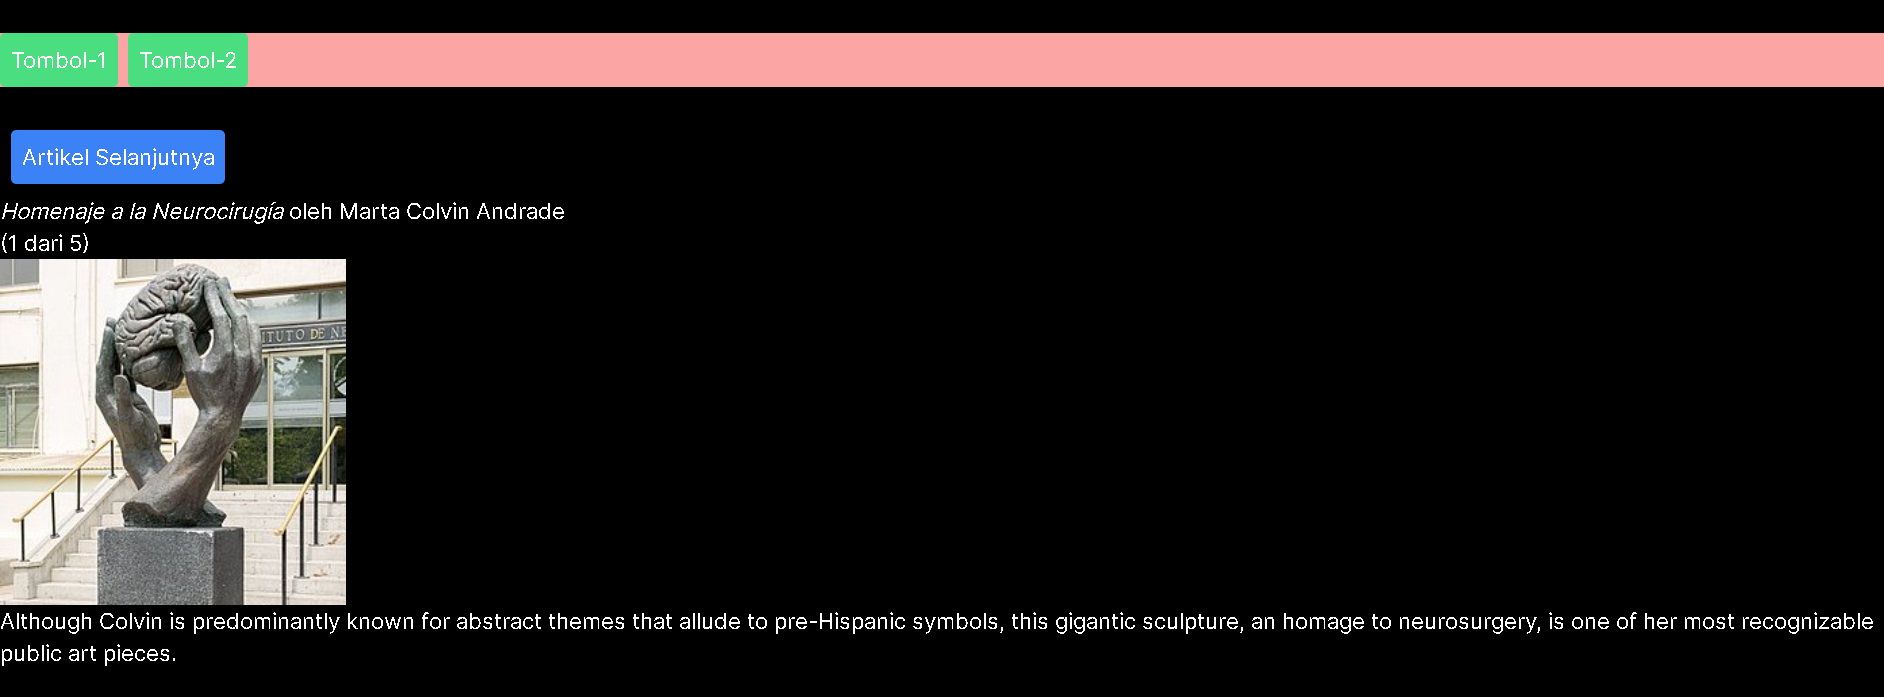 Tombol-1 Tombol-2
Artikel Selanjutnya
Homenaje a la Neurocirugía oleh Marta Colvin Andrade
(1 dari 5)
ITUTO DE NE
Although Colvin is predominantly known for abstract themes that allude to pre-Hispanic symbols, this gigantic sculpture, an homage to neurosurgery, is one of her most recognizable
public art pieces.